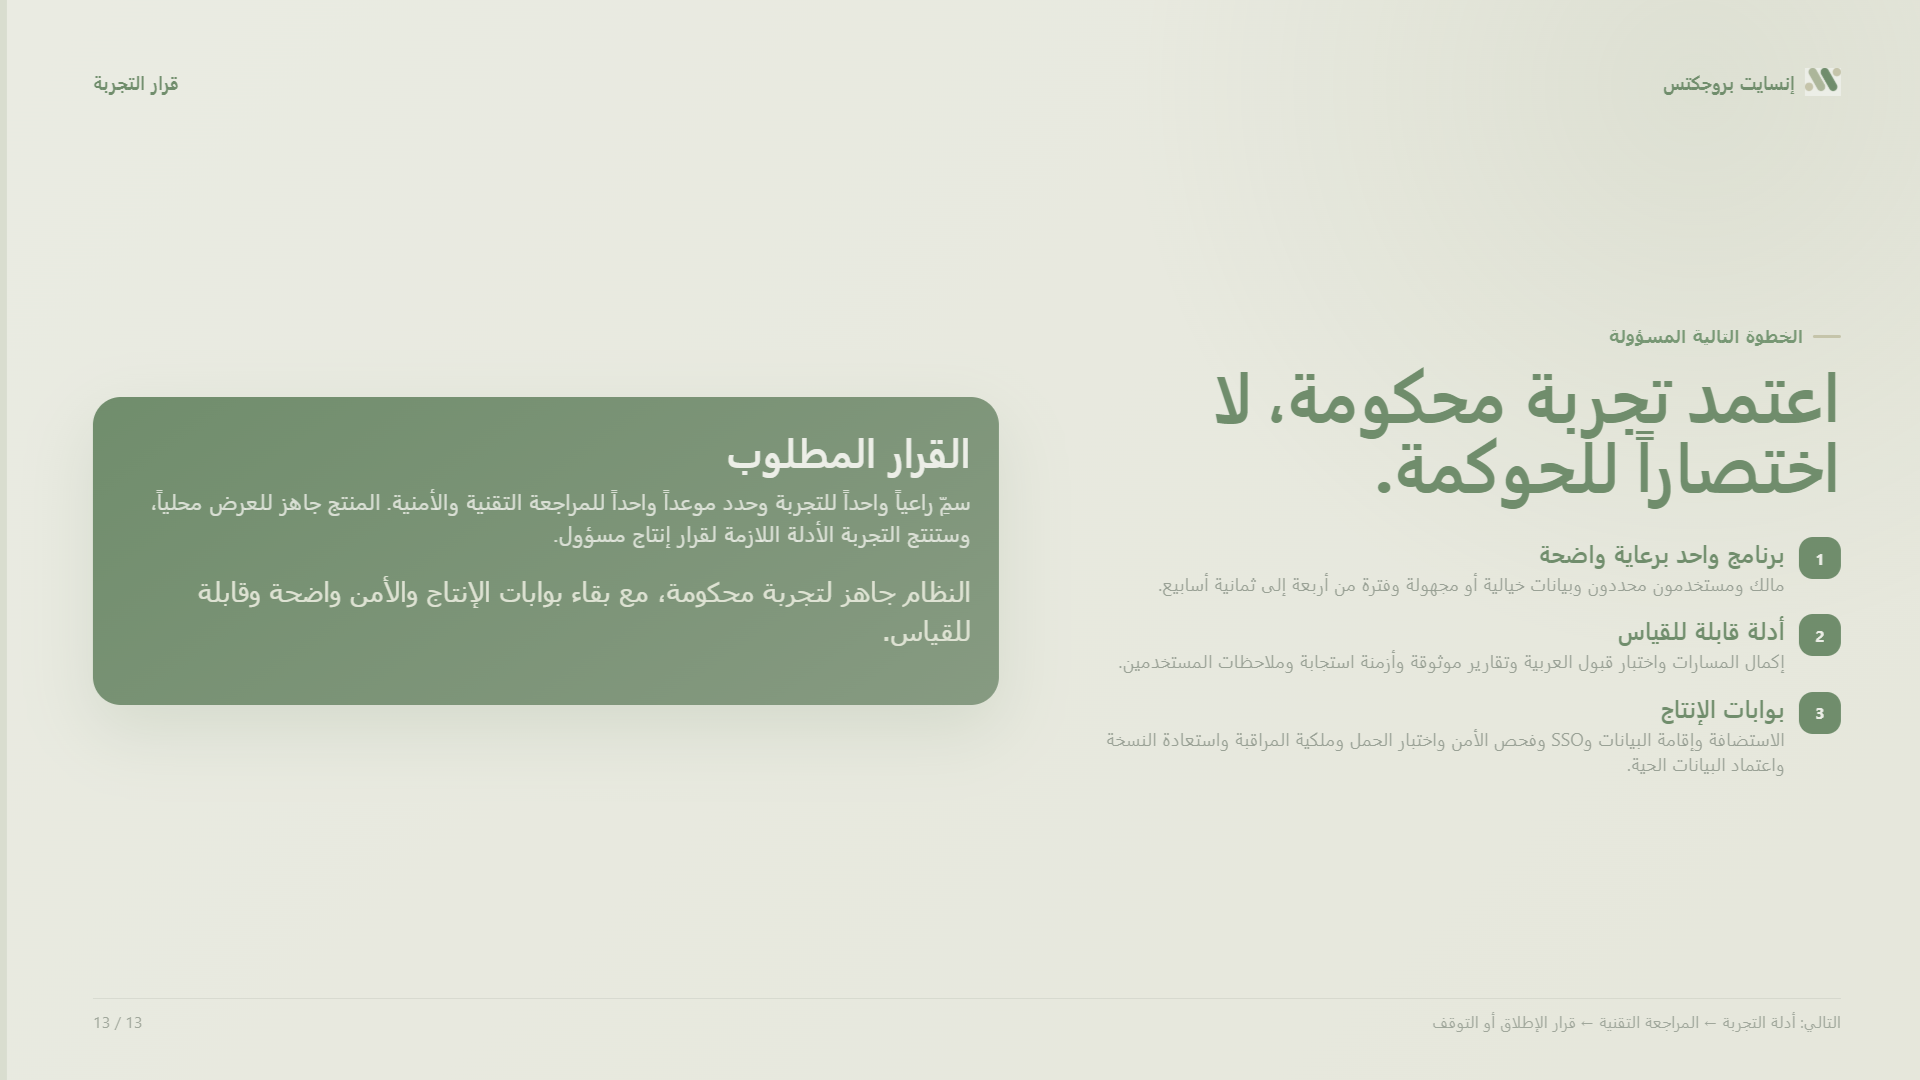 إنسايت بروجكتس
قرار التجربة
الخطوة التالية المسؤولة
اعتمد تجربة محكومة، لا
اختصاراً للحوكمة.
1
برنامج واحد برعاية واضحة
مالك ومستخدمون محددون وبيانات خيالية أو مجهولة وفترة من أربعة إلى ثمانية أسابيع.
2
أدلة قابلة للقياس
إكمال المسارات واختبار قبول العربية وتقارير موثوقة وأزمنة استجابة وملاحظات المستخدمين.
3
بوابات الإنتاج
الاستضافة وإقامة البيانات وSSO وفحص الأمن واختبار الحمل وملكية المراقبة واستعادة النسخة
واعتماد البيانات الحية.
القرار المطلوب
سمِّ راعياً واحداً للتجربة وحدد موعداً واحداً للمراجعة التقنية والأمنية. المنتج جاهز للعرض محلياً،
وستنتج التجربة الأدلة اللازمة لقرار إنتاج مسؤول.
النظام جاهز لتجربة محكومة، مع بقاء بوابات الإنتاج والأمن واضحة وقابلة
للقياس.
التالي: أدلة التجربة ← المراجعة التقنية ← قرار الإطلاق أو التوقف
13 / 13